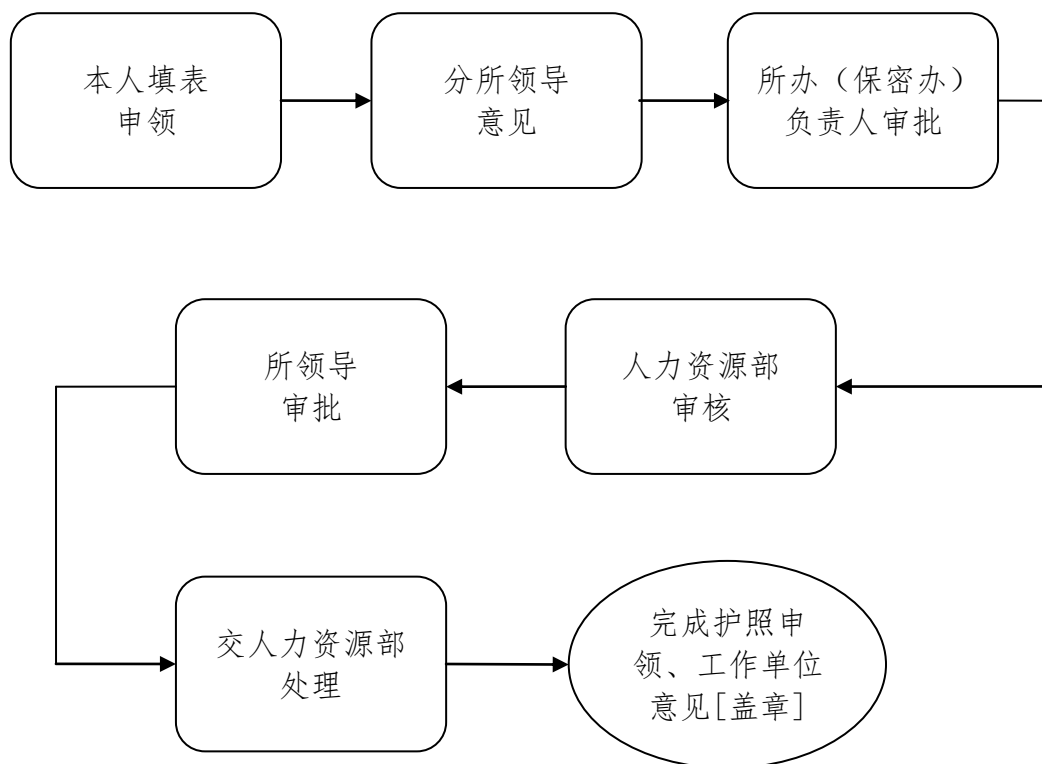 本人填表
申领
分所领导
意见
所办（保密办）
负责人审批
所领导
审批
人力资源部
审核
交人力资源部
处理
完成护照申
领、工作单位
意见[盖章]